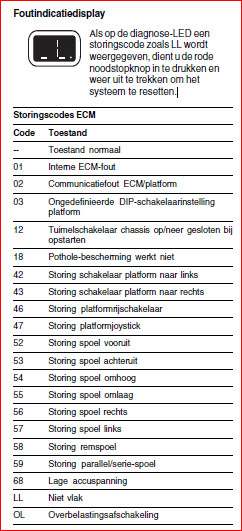 Foutindicatiedisplay
Als op de diagnose-LED een
storingscode zoals LL wordt
weergegeven, dient u de rode
noodstopknop in te drukken en
weer uit te trekken om het
systeem te resetten.
Storingscodes ECM
Code Toestand
-- Toestand normaal
01 Interne ECM-fout
02 Communicatiefout ECM/platform
03 Ongedefinieerde DIP-schakelaarinstelling
platform
12 Tuimelschakelaar chassis op/neer gesloten bij
opstarten
18 Pothole-bescherming werkt niet
42 Storing schakelaar platform naar links
43 Storing schakelaar platform naar rechts
46 Storing platformrijschakelaar
47 Storing platformjoystick
52 Storing spoel vooruit
53 Storing spoel achteruit
54 Storing spoel omhoog
55 Storing spoel omlaag
56 Storing spoel rechts
57 Storing spoel links
58 Storing remspoel
59 Storing parallel/serie-spoel
68 Lage accuspanning
LL Niet vlak
OL Overbelastingsafschakeling